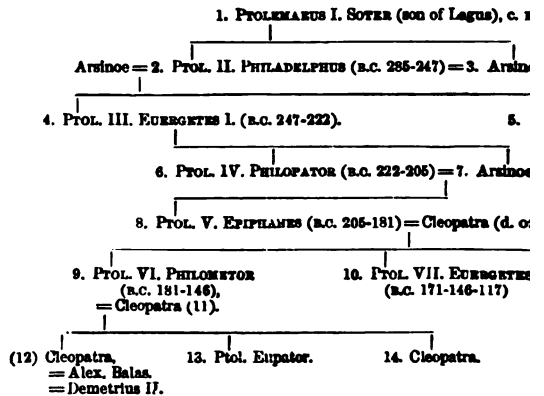 1. PTOLEMAEUS I. SOTER (son of Lagus), c.
Arsinoe = 2. PTOL. II. PHILADELPHUS (B.C. 285-247) = 3. Arsino
4. PTOL. III. EUERGETES I. (B.C. 247-222). 5.
6. PTOL. IV. PHILOPATOR (B.C. 222-205) = 7. Arsinoe
8. PTOL. V. EPIPHANES (B.C. 205-181) = Cleopatra (d. o
9. PTOL. VI. PHILOMETOR 10. PTOL. VII. EUERGETES
(B.C. 181-146), (B.C. 171-146-117)
= Cleopatra (11).
(12) Cleopatra, 13. Ptol. Eupator. 14. Cleopatra.
= Alex. Balas.
= Demetrius II.